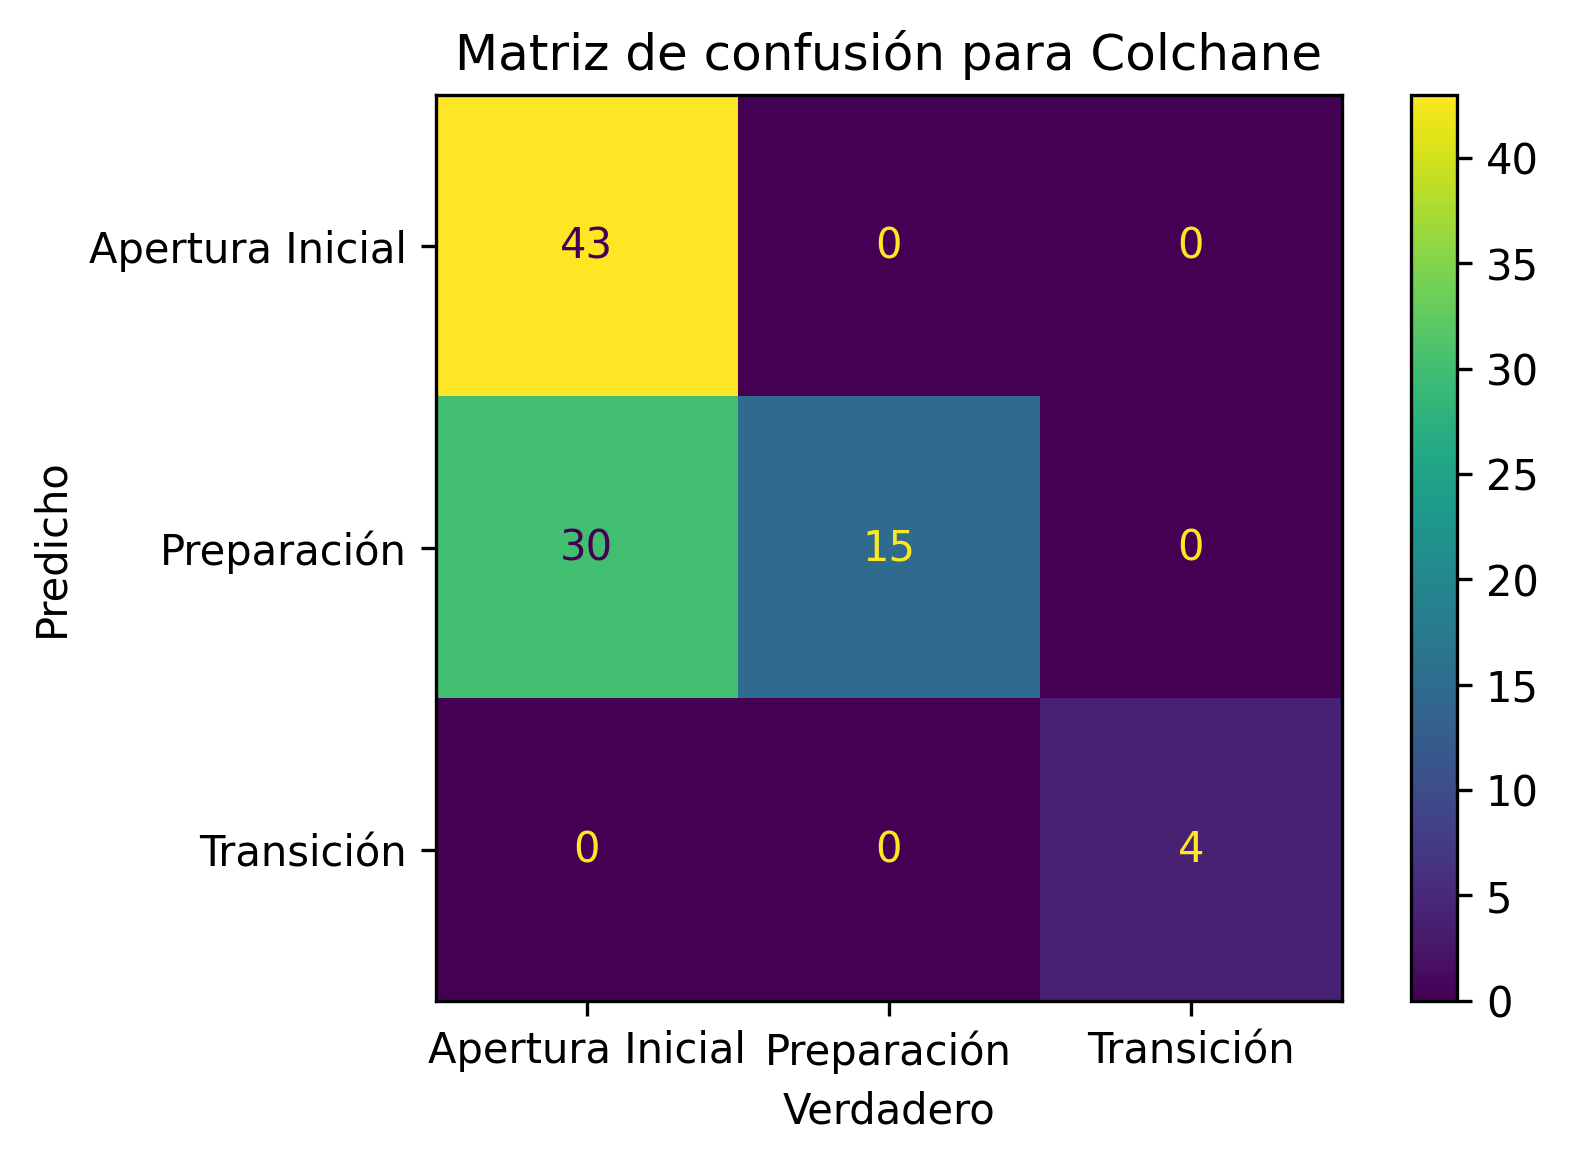 Matriz de confusión para Colchane
Predicho
Apertura Inicial
43
0
0
Preparación
30
15
0
Transición
0
0
4
Apertura Inicial
Preparación
Transición
Verdadero
40
35
30
25
20
15
10
5
0